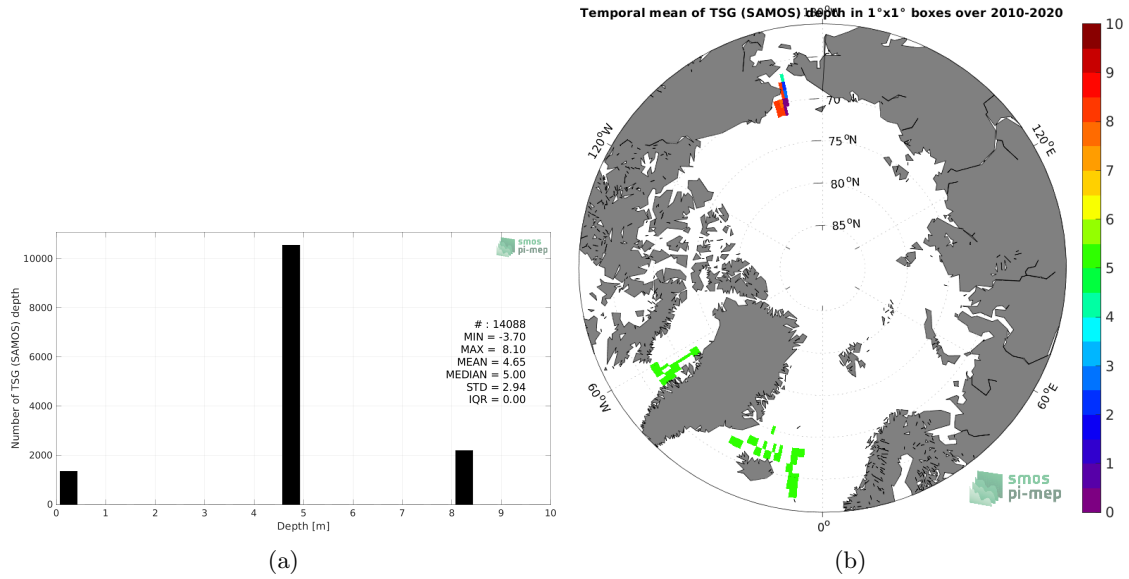 Temporal mean of TSG (SAMOS) depth in 1°x1° boxes over 2010-2020
smos
pi-mep
Number of TSG (SAMOS) depth
10000
8000
6000
4000
2000
0
# : 14088
MIN = -3.70
MAX = 8.10
MEAN = 4.65
MEDIAN = 5.00
STD = 2.94
IQR = 0.00
0 1 2 3 4 5 6 7 8 9 10
Depth [m]
(a)
120°W
120°E
75°N
80°N
85°N
60°W
60°E
0°
smos
pi-mep
10
9
8
7
6
5
4
3
2
1
0
(b)